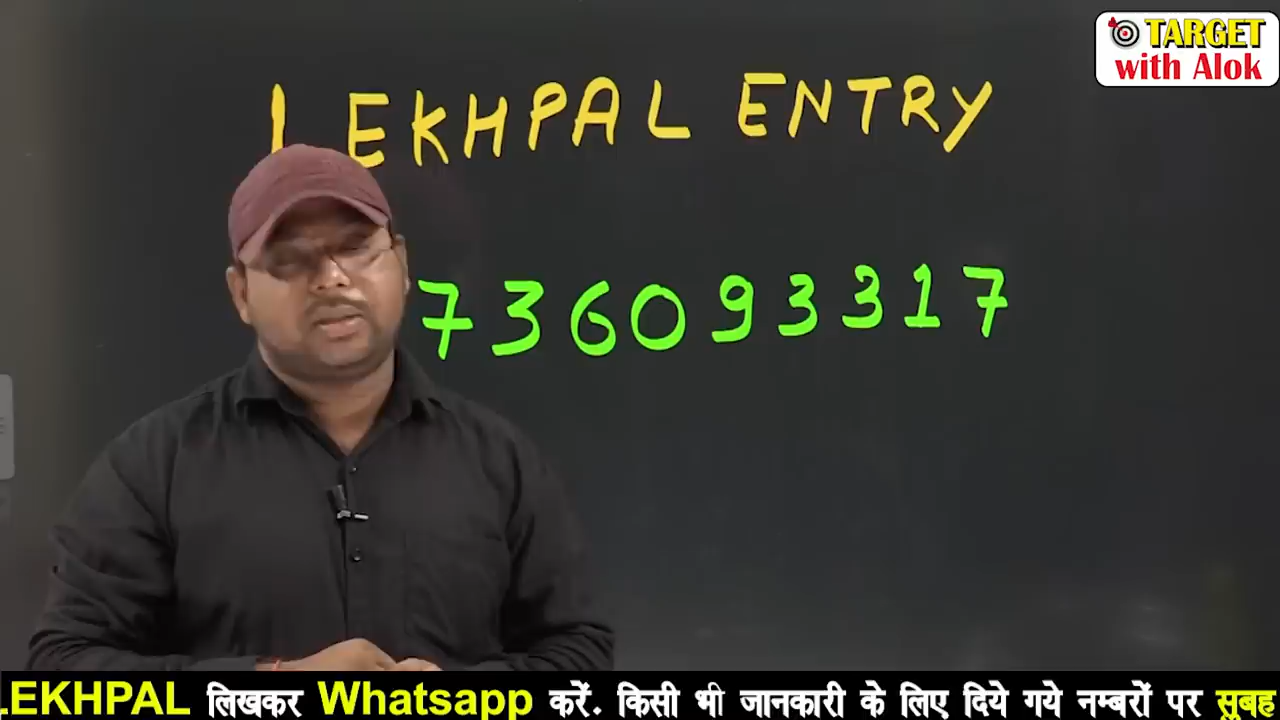 TARGET
with Alok
LEKHPAL ENTRY
736093317
LEKHPAL लिखकर Whatsapp करें. किसी भी जानकारी के लिए दिये गये नम्बरों पर सुबह